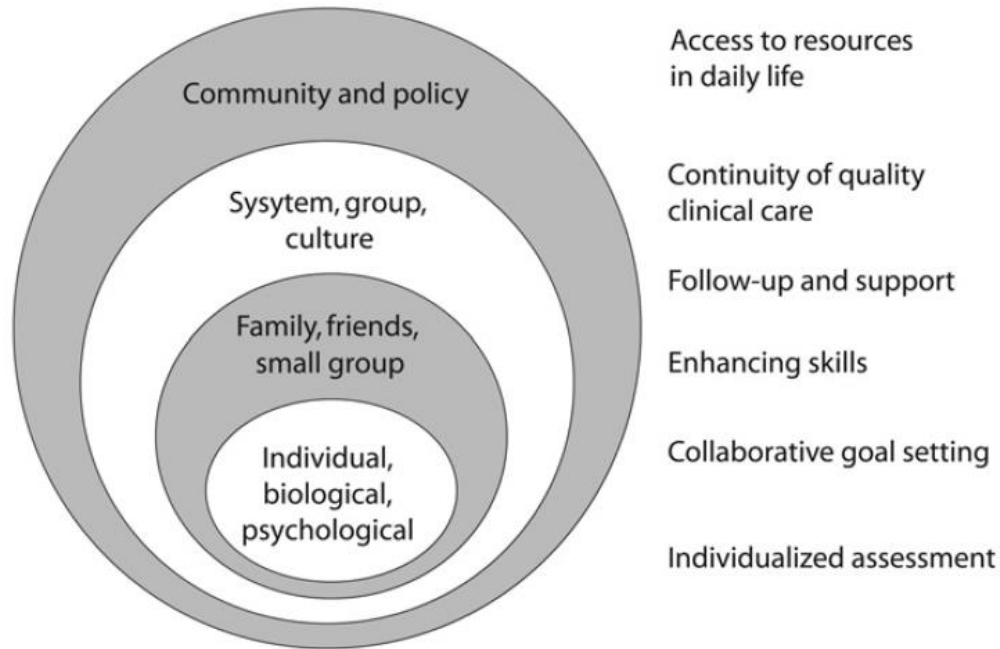 Community and policy
Sysytem, group,
culture
Family, friends,
small group
Individual,
biological,
psychological
Access to resources
in daily life
Continuity of quality
clinical care
Follow-up and support
Enhancing skills
Collaborative goal setting
Individualized assessment